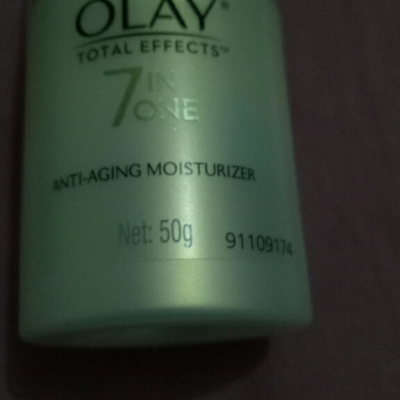 OLAY®
TOTAL EFFECTS™
7 IN ONE
ANTI-AGING MOISTURIZER
Net: 50g 91109174